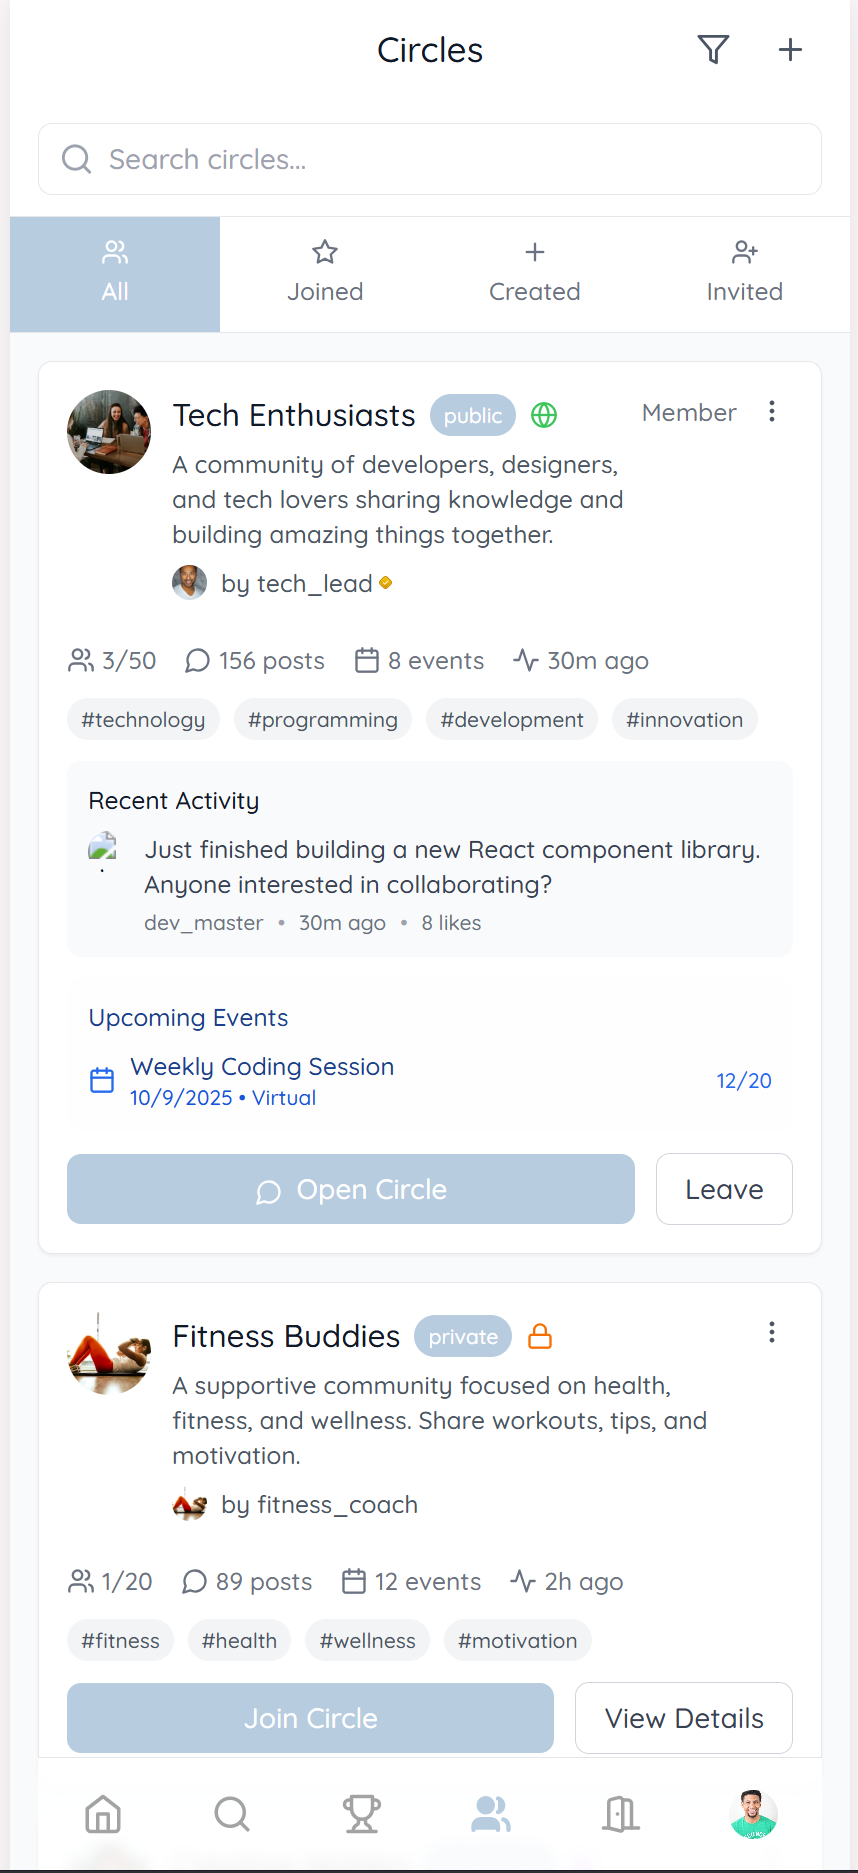 Circles
Search circles...
All
Joined
Created
Invited
Tech Enthusiasts public
Member
A community of developers, designers,
and tech lovers sharing knowledge and
building amazing things together.
by tech_lead
3/50 156 posts 8 events 30m ago
#technology #programming #development #innovation
Recent Activity
Just finished building a new React component library.
Anyone interested in collaborating?
dev_master • 30m ago • 8 likes
Upcoming Events
Weekly Coding Session
10/9/2025 • Virtual
12/20
Open Circle
Leave
Fitness Buddies private
A supportive community focused on health,
fitness, and wellness. Share workouts, tips, and
motivation.
by fitness_coach
1/20 89 posts 12 events 2h ago
#fitness #health #wellness #motivation
Join Circle
View Details